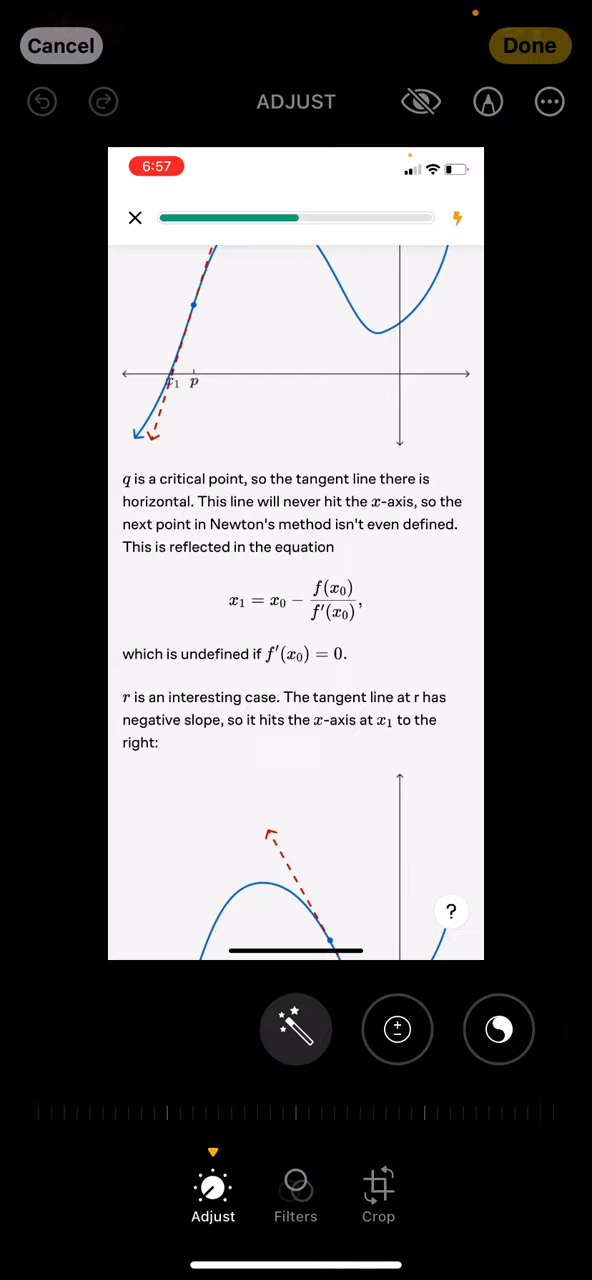 Cancel
Done
ADJUST
6:57
x₁ p
q is a critical point, so the tangent line there is
horizontal. This line will never hit the x-axis, so the
next point in Newton's method isn't even defined.
This is reflected in the equation
x₁ = x₀ − f(x₀)/f′(x₀),
which is undefined if f′(x₀) = 0.
r is an interesting case. The tangent line at r has
negative slope, so it hits the x-axis at x₁ to the
right:
?
Adjust
Filters
Crop